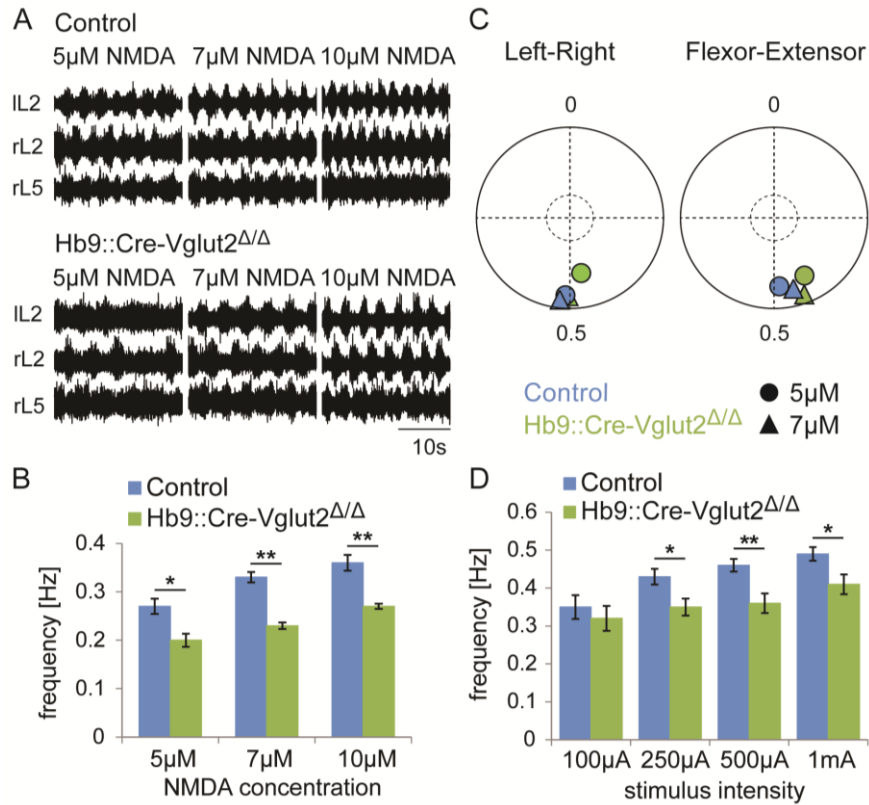 A
Control
5μM NMDA 7μM NMDA 10μM NMDA
lL2
rL2
rL5
Hb9::Cre-Vglut2Δ/Δ
5μM NMDA 7μM NMDA 10μM NMDA
lL2
rL2
rL5
10s
C
Left-Right Flexor-Extensor
0 0
0.5 0.5
Control 5μM
Hb9::Cre-Vglut2Δ/Δ 7μM
B
Control
Hb9::Cre-Vglut2Δ/Δ
frequency [Hz]
0.4
0.3
0.2
0.1
0
* ** **
5μM 7μM 10μM
NMDA concentration
D
Control
Hb9::Cre-Vglut2Δ/Δ
frequency [Hz]
0.6
0.5
0.4
0.3
0.2
0.1
0
* ** *
100μA 250μA 500μA 1mA
stimulus intensity